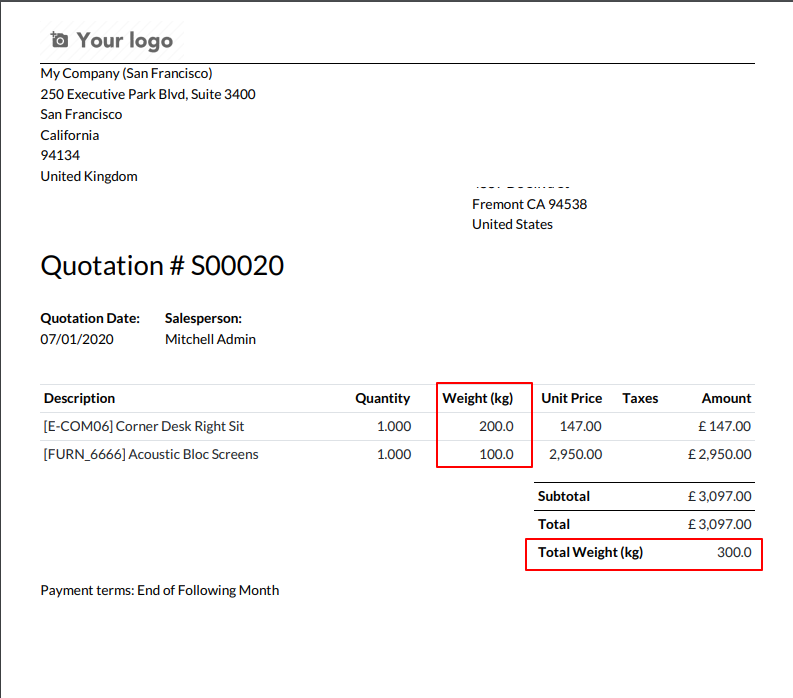 Your logo
My Company (San Francisco)
250 Executive Park Blvd, Suite 3400
San Francisco
California
94134
United Kingdom
Fremont CA 94538
United States
Quotation # S00020
Quotation Date: Salesperson:
07/01/2020 Mitchell Admin
Description Quantity Weight (kg) Unit Price Taxes Amount
[E-COM06] Corner Desk Right Sit 1.000 200.0 147.00 £ 147.00
[FURN_6666] Acoustic Bloc Screens 1.000 100.0 2,950.00 £ 2,950.00
Subtotal £ 3,097.00
Total £ 3,097.00
Total Weight (kg) 300.0
Payment terms: End of Following Month